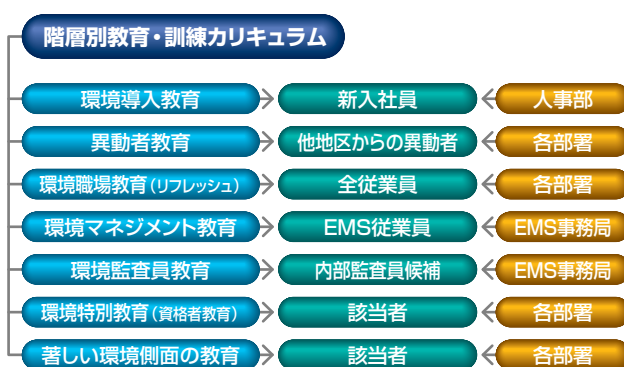 階層別教育・訓練カリキュラム
環境導入教育 新入社員 人事部
異動者教育 他地区からの異動者 各部署
環境職場教育(リフレッシュ) 全従業員 各部署
環境マネジメント教育 EMS従業員 EMS事務局
環境監査員教育 内部監査員候補 EMS事務局
環境特別教育(資格者教育) 該当者 各部署
著しい環境側面の教育 該当者 各部署